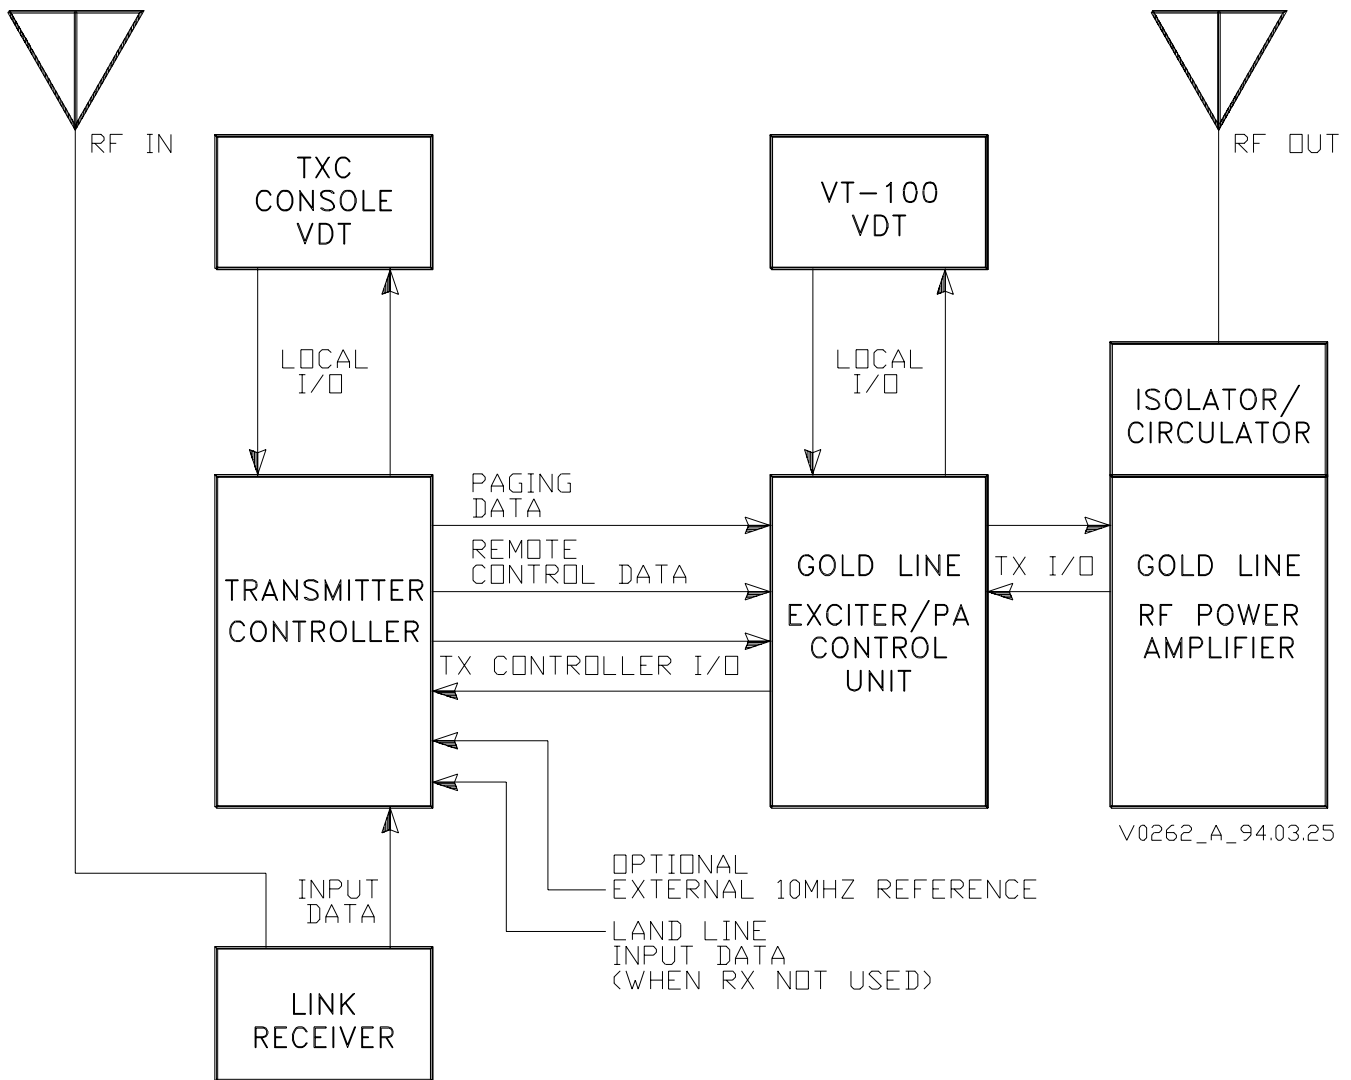 RF IN
RF OUT
TXC
CONSOLE
VDT
VT-100
VDT
LOCAL
I/O
LOCAL
I/O
ISOLATOR/
CIRCULATOR
PAGING
DATA
REMOTE
CONTROL DATA
TRANSMITTER
CONTROLLER
TX CONTROLLER I/O
GOLD LINE
EXCITER/PA
CONTROL
UNIT
TX I/O
GOLD LINE
RF POWER
AMPLIFIER
V0262_A_94.03.25
OPTIONAL
EXTERNAL 10MHZ REFERENCE
INPUT
DATA
LAND LINE
INPUT DATA
(WHEN RX NOT USED)
LINK
RECEIVER